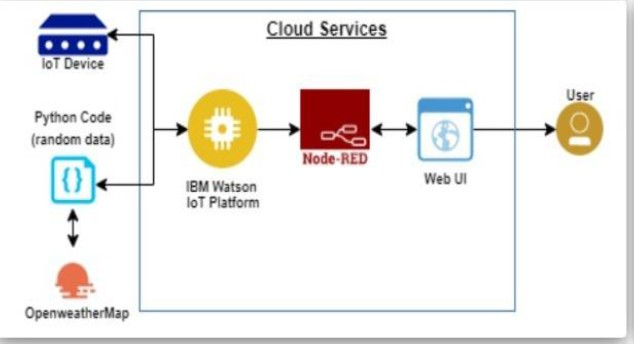 Cloud Services
IoT Device
Python Code
(random data)
{}
IBM Watson
IoT Platform
Node-RED
Web UI
User
OpenweatherMap